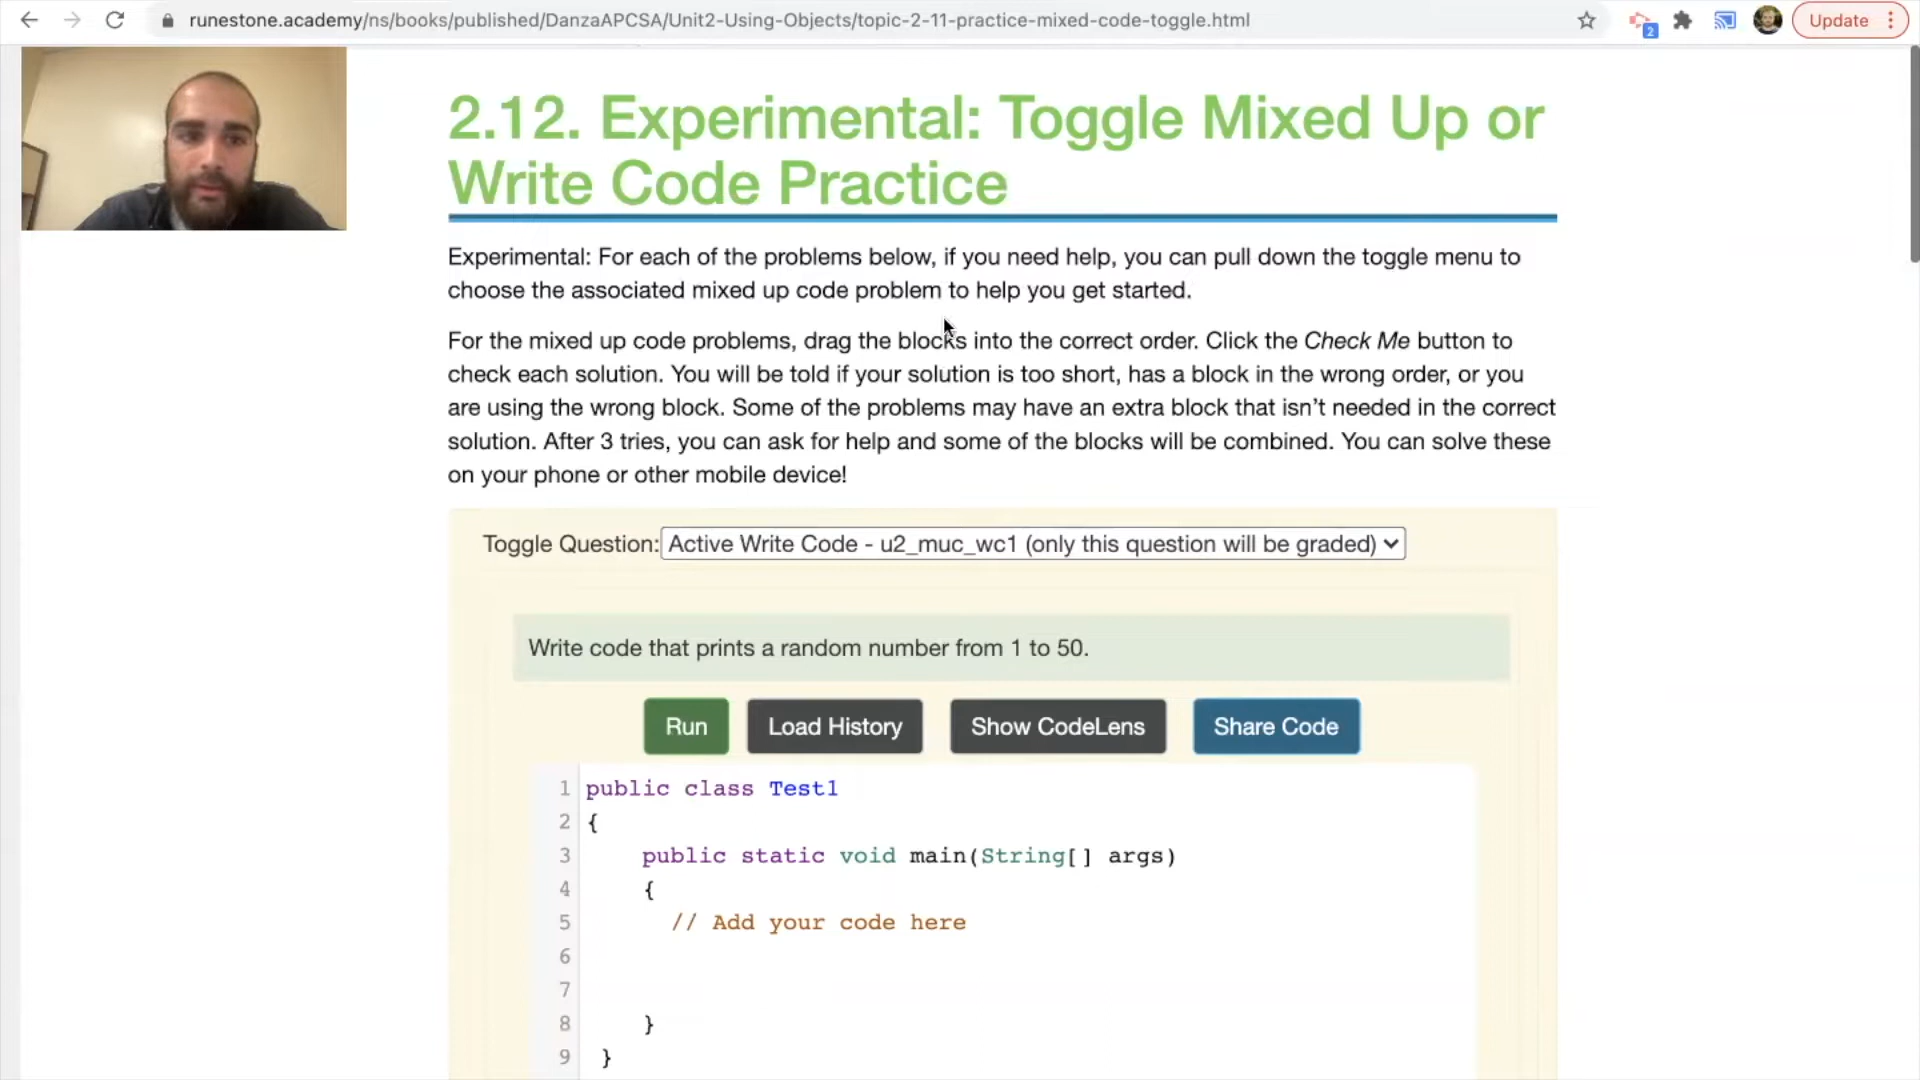 runestone.academy/ns/books/published/DanzaAPCSA/Unit2-Using-Objects/topic-2-11-practice-mixed-code-toggle.html
2
Update
2.12. Experimental: Toggle Mixed Up or
Write Code Practice
Experimental: For each of the problems below, if you need help, you can pull down the toggle menu to
choose the associated mixed up code problem to help you get started.
For the mixed up code problems, drag the blocks into the correct order. Click the Check Me button to
check each solution. You will be told if your solution is too short, has a block in the wrong order, or you
are using the wrong block. Some of the problems may have an extra block that isn't needed in the correct
solution. After 3 tries, you can ask for help and some of the blocks will be combined. You can solve these
on your phone or other mobile device!
Toggle Question: Active Write Code - u2_muc_wc1 (only this question will be graded)
Write code that prints a random number from 1 to 50.
Run Load History Show CodeLens Share Code
1 public class Test1
2 {
3 public static void main(String[] args)
4 {
5 // Add your code here
6
7
8 }
9 }